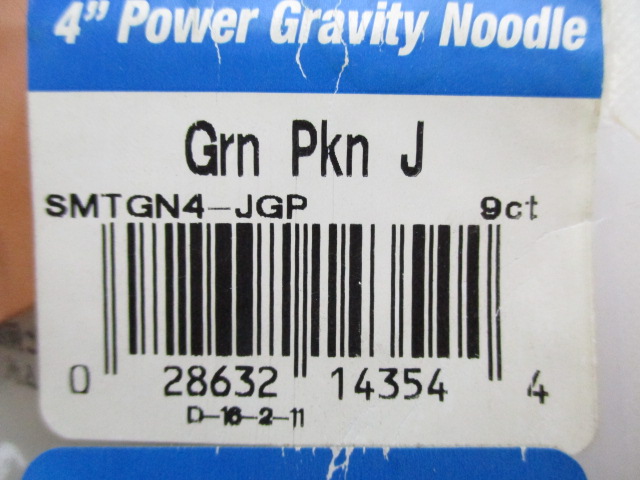 4” Power Gravity Noodle
Grn Pkn J
SMTGN4-JGP 9ct
0 28632 14354 4
D-16-2-11